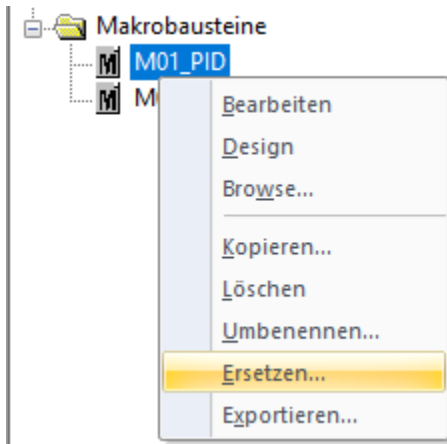 Makrobausteine
M01_PID
Bearbeiten
Design
Browse...
Kopieren...
Löschen
Umbenennen...
Ersetzen...
Exportieren...